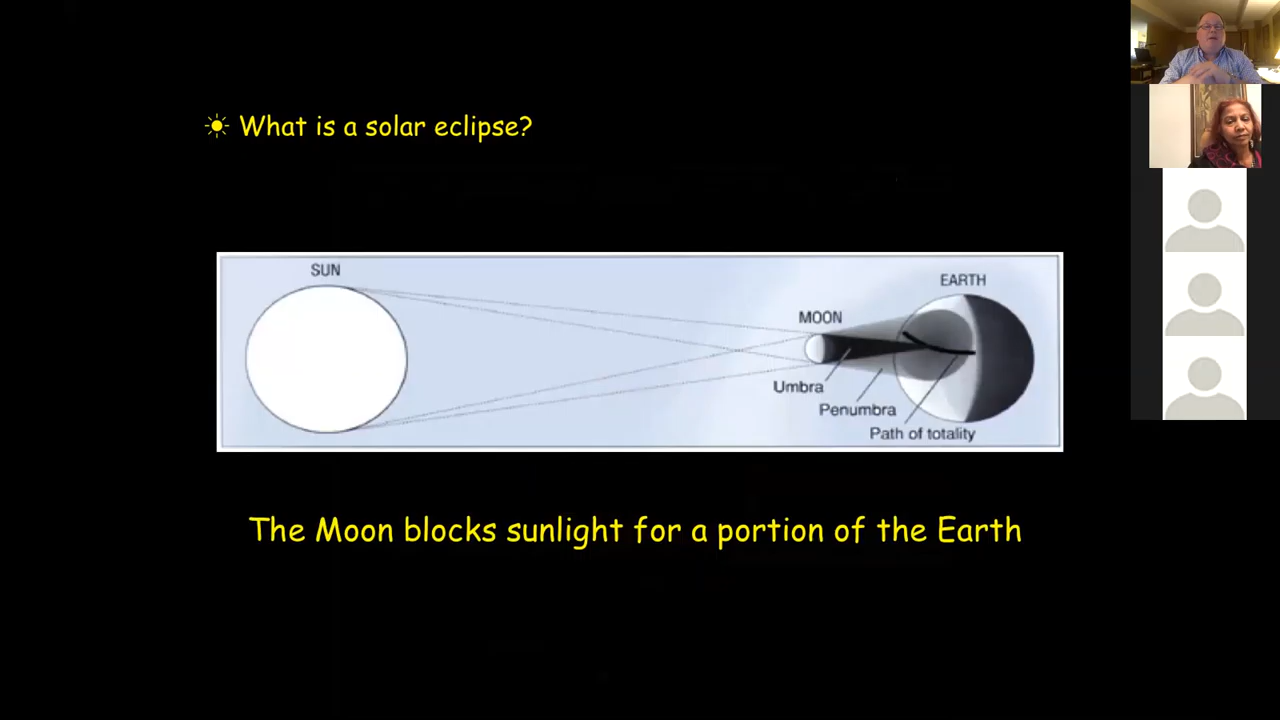 What is a solar eclipse?
SUN
EARTH
MOON
Umbra
Penumbra
Path of totality
The Moon blocks sunlight for a portion of the Earth